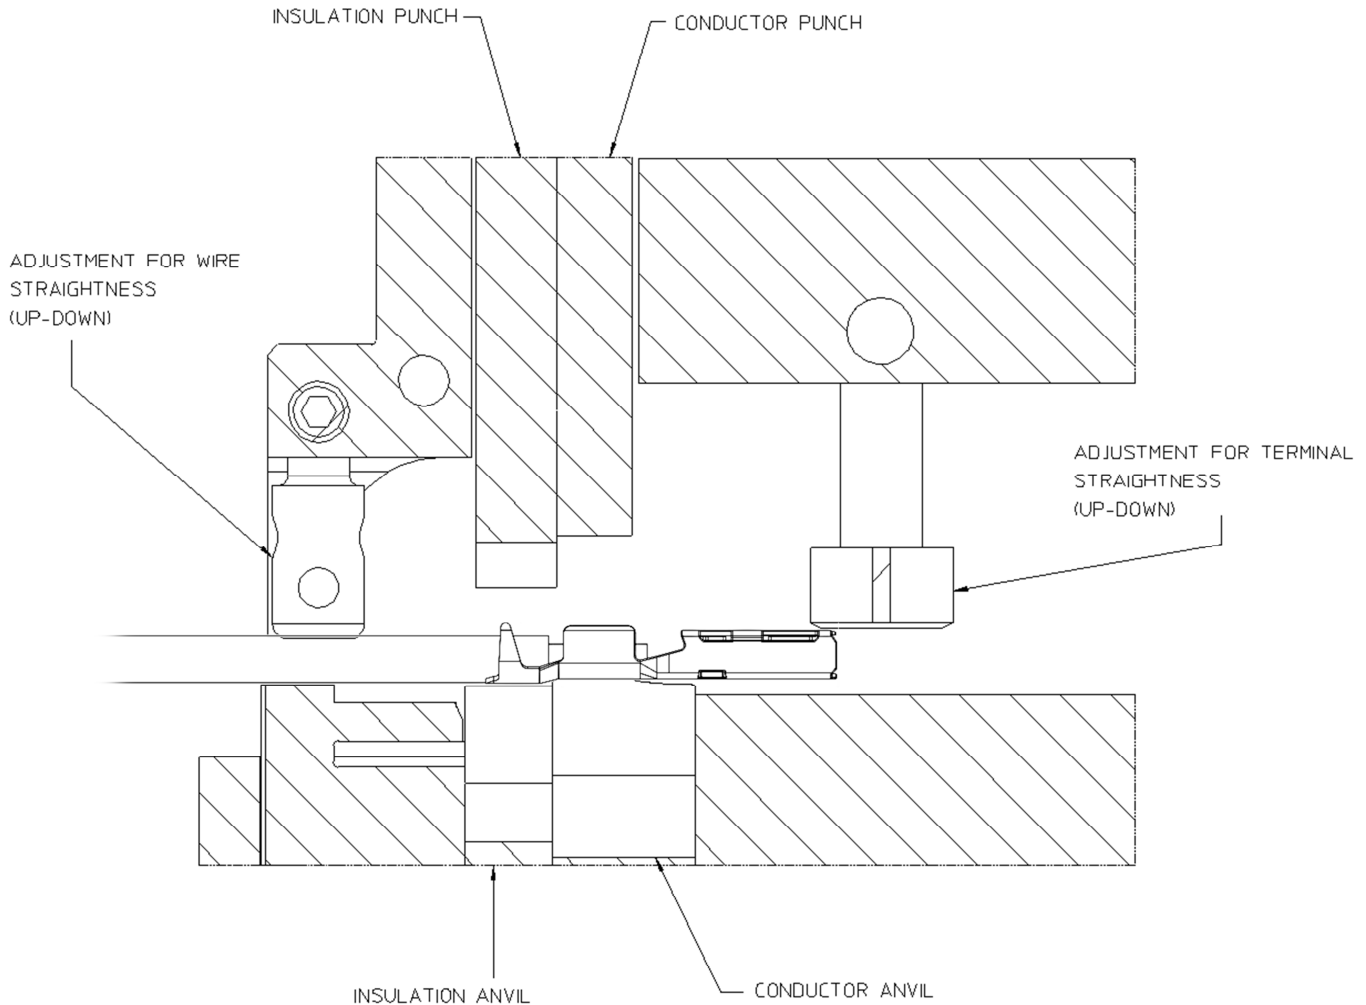 INSULATION PUNCH
CONDUCTOR PUNCH
ADJUSTMENT FOR WIRE
STRAIGHTNESS
(UP-DOWN)
ADJUSTMENT FOR TERMINAL
STRAIGHTNESS
(UP-DOWN)
INSULATION ANVIL
CONDUCTOR ANVIL